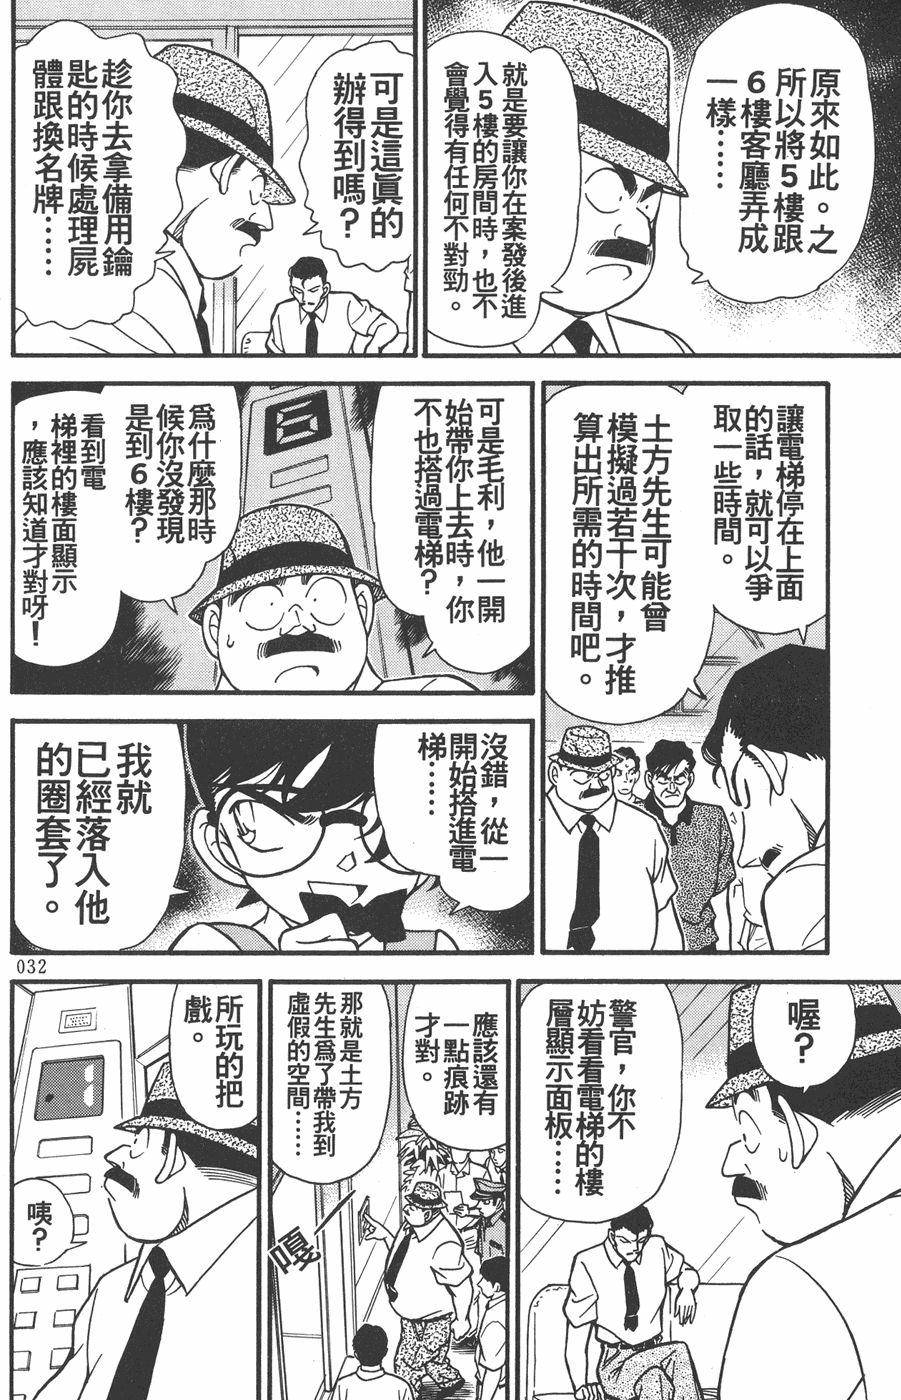 原來如此。之
所以將5樓跟
6樓客廳弄成
一樣……
就是要讓你在案發後進
入5樓的房間時，也不
會覺得有任何不對勁。
可是這真的
辦得到嗎？
趁你去拿備用鑰
匙的時候處理屍
體跟換名牌……
讓電梯停在上面
的話，就可以爭
取一些時間。
土方先生可能曾
模擬過若干次，才推
算出所需的時間吧。
可是毛利，他一開
始帶你上去時，你
不也搭過電梯？
6
為什麼那時
候你沒發現
是到6樓？
看到電
梯裡的樓面顯示
，應該知道才對呀！
沒錯，從一
開始搭進電
梯……
我就
已經落入他
的圈套了。
032
喔？
警官，你不
妨看看電梯的樓
層顯示面板……
應該還有
一點痕跡
才對。
那就是土方
先生為了帶我到
虛假的空間……
嘎
所玩的把
戲。
1
咦？